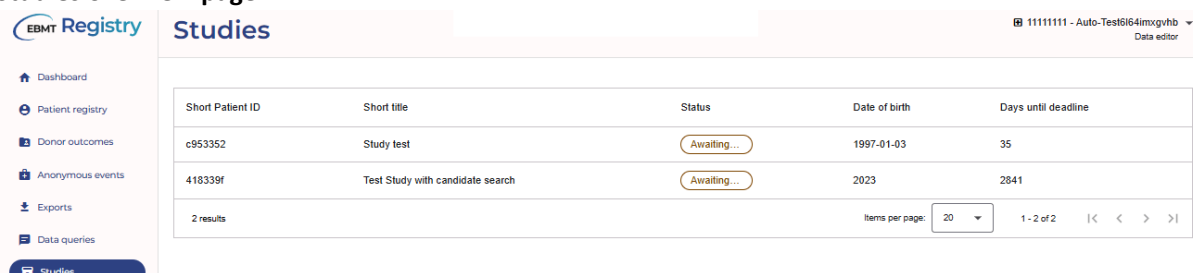 EBMT Registry
Studies
11111111 - Auto-Test6l64imxgvhb
Data editor
Dashboard
Patient registry
Donor outcomes
Anonymous events
Exports
Data queries
Studies
Short Patient ID Short title Status Date of birth Days until deadline
c953352 Study test Awaiting... 1997-01-03 35
418339f Test Study with candidate search Awaiting... 2023 2841
2 results Items per page: 20 1 - 2 of 2